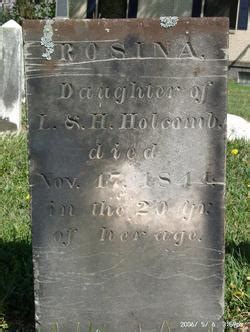 ROSINA.
Daughter of
L. & H. Holcomb.
died
Nov. 17, 1844.
in the 20 yr.
of her age.
2006/ 5/ 6